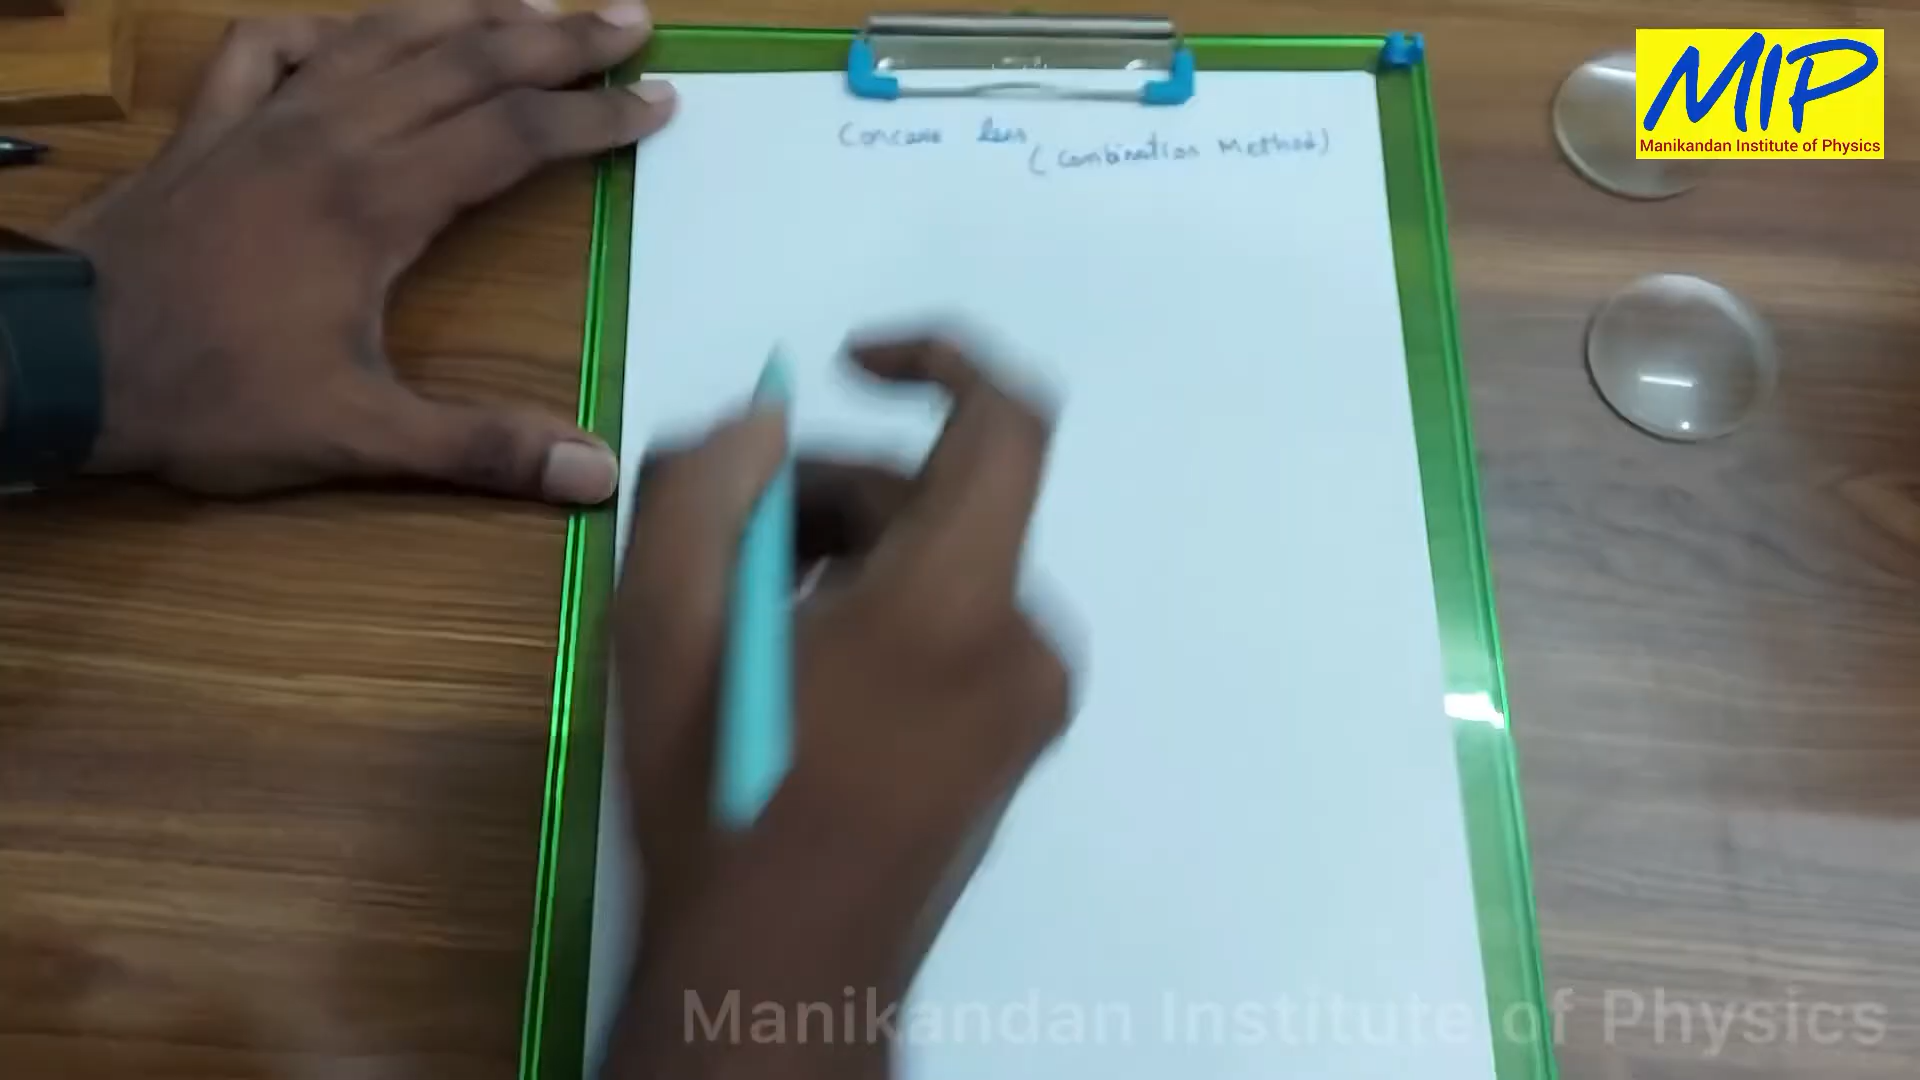 MIP
Manikandan Institute of Physics
Concave lens
(Combination Method)
Manikandan Institute of Physics